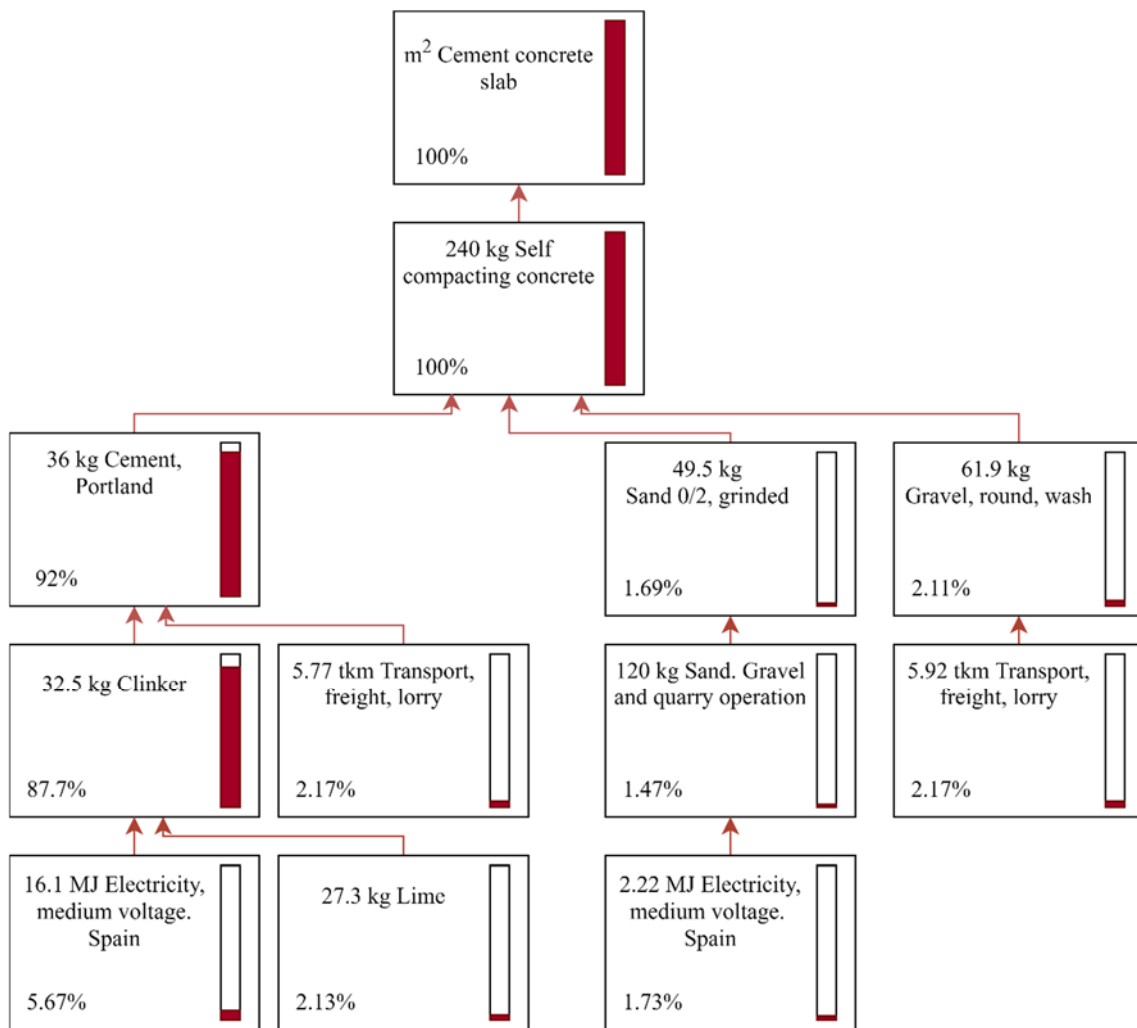 m² Cement concrete
slab
100%
240 kg Self
compacting concrete
100%
36 kg Cement,
Portland
92%
49.5 kg
Sand 0/2, grinded
1.69%
61.9 kg
Gravel, round, wash
2.11%
32.5 kg Clinker
87.7%
5.77 tkm Transport,
freight, lorry
2.17%
120 kg Sand. Gravel
and quarry operation
1.47%
5.92 tkm Transport,
freight, lorry
2.17%
16.1 MJ Electricity,
medium voltage.
Spain
5.67%
27.3 kg Lime
2.13%
2.22 MJ Electricity,
medium voltage.
Spain
1.73%